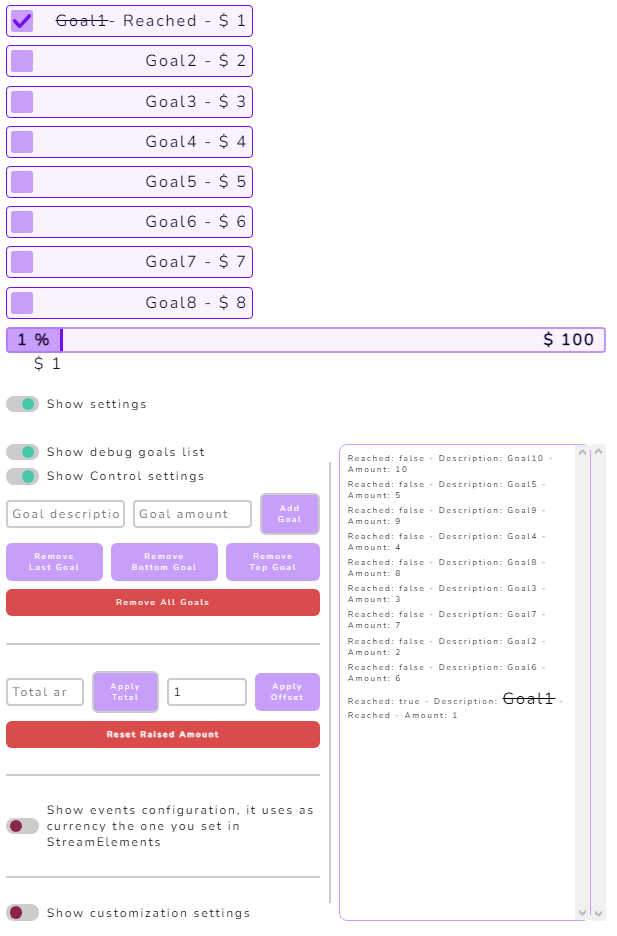 Goal1- Reached - $ 1
Goal2 - $ 2
Goal3 - $ 3
Goal4 - $ 4
Goal5 - $ 5
Goal6 - $ 6
Goal7 - $ 7
Goal8 - $ 8
1 %
$ 100
$ 1
Show settings
Show debug goals list
Show Control settings
Goal descriptio
Goal amount
Add
Goal
Remove
Last Goal
Remove
Bottom Goal
Remove
Top Goal
Remove All Goals
Total ar
Apply
Total
1
Apply
Offset
Reset Raised Amount
Show events configuration, it uses as
currency the one you set in
StreamElements
Show customization settings
Reached: false - Description: Goal10 -
Amount: 10
Reached: false - Description: Goal5 -
Amount: 5
Reached: false - Description: Goal9 -
Amount: 9
Reached: false - Description: Goal4 -
Amount: 4
Reached: false - Description: Goal8 -
Amount: 8
Reached: false - Description: Goal3 -
Amount: 3
Reached: false - Description: Goal7 -
Amount: 7
Reached: false - Description: Goal2 -
Amount: 2
Reached: false - Description: Goal6 -
Amount: 6
Reached: true - Description: Goal1 -
Reached - Amount: 1